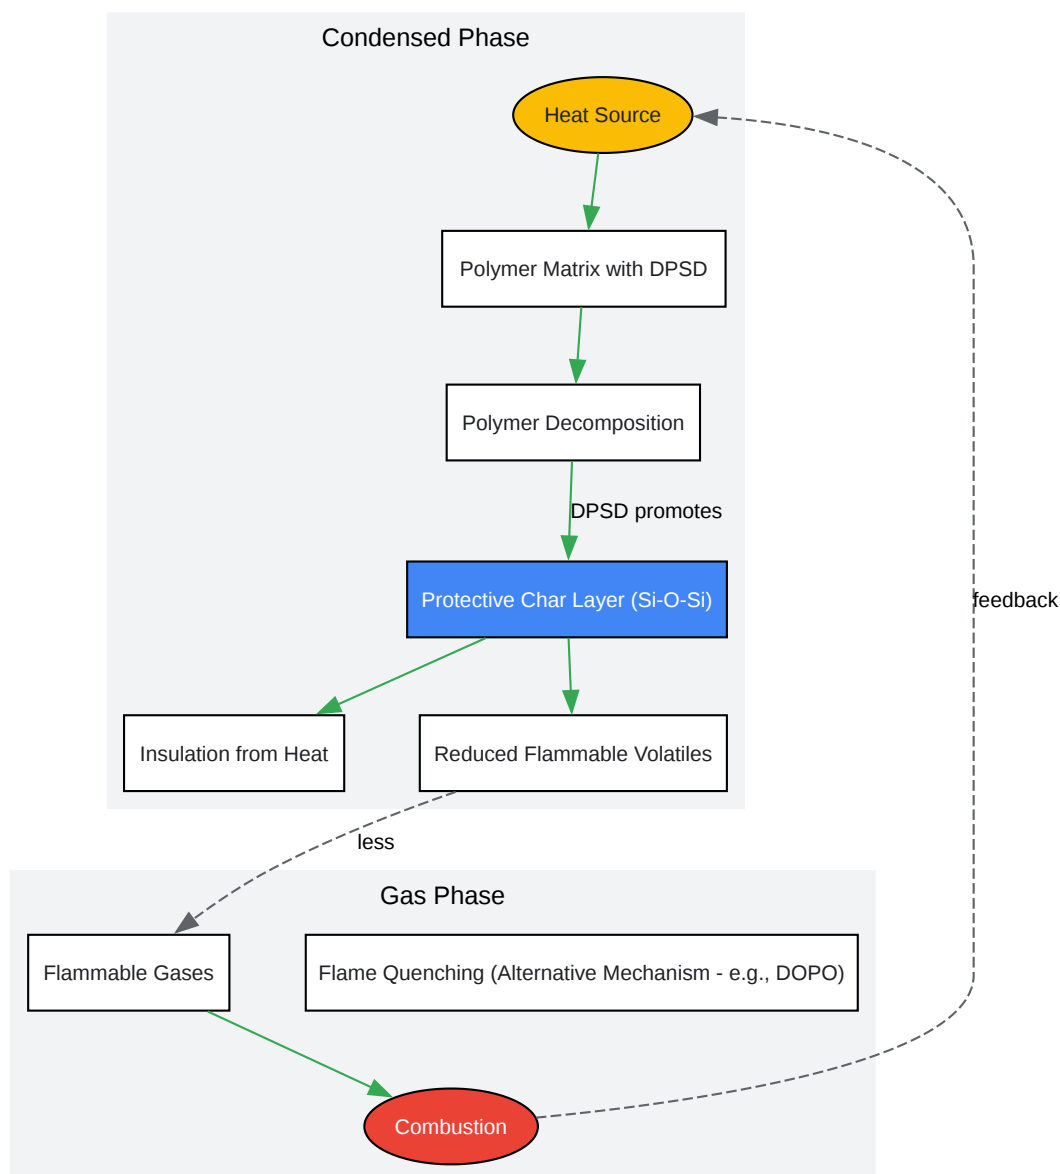 Condensed Phase
Heat Source
Polymer Matrix with DPSD
Polymer Decomposition
DPSD promotes
Protective Char Layer (Si-O-Si)
feedback
Insulation from Heat
Reduced Flammable Volatiles
less
Gas Phase
Flammable Gases
Flame Quenching (Alternative Mechanism - e.g., DOPO)
Combustion